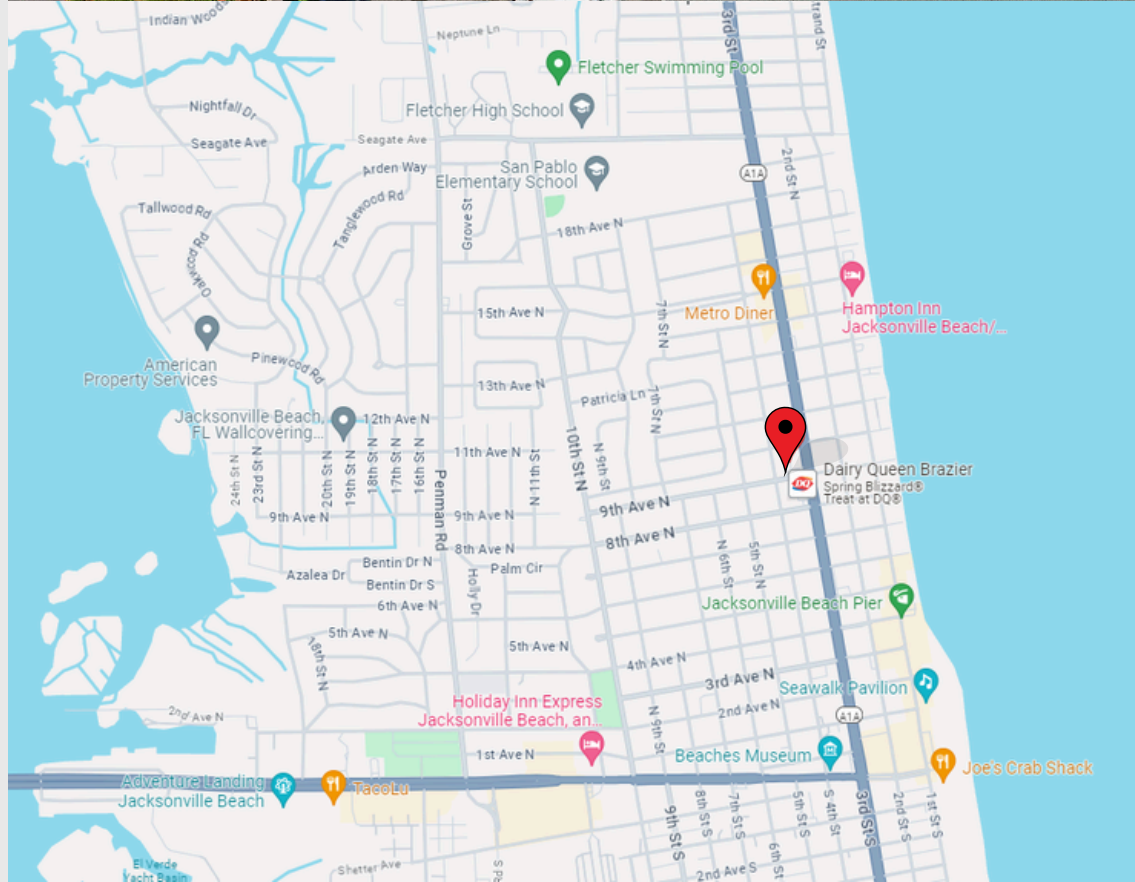 Indian Wood
Neptune Ln
3rd St
trand St
Fletcher Swimming Pool
Nightfall Dr
Fletcher High School
Seagate Ave
Seagate Ave
Arden Way
San Pablo
Elementary School
A1A
2nd St N
Tallwood Rd
Tanglewood Rd
Grove St
18th Ave N
Oakwood Rd
Metro Diner
Hampton Inn
Jacksonville Beach/...
15th Ave N
7th St N
American
Property Services
Pinewood Rd
13th Ave N
Patricia Ln
7th St N
Jacksonville Beach,
FL Wallcovering...
12th Ave N
11th Ave N
10th St N
N 9th St
24th St N
23rd St N
20th St N
19th St N
18th St N
17th St N
16th St N
Penman Rd
N 11th St
DQ
Dairy Queen Brazier
Spring Blizzard®
Treat at DQ®
9th Ave N
9th Ave N
9th Ave N
8th Ave N
8th Ave N
N 6th St
5th St N
Azalea Dr
Bentin Dr N
Bentin Dr S
Palm Cir
Holly Dr
6th Ave N
Jacksonville Beach Pier
5th Ave N
18th St N
5th Ave N
4th Ave N
3rd Ave N
Seawalk Pavilion
Holiday Inn Express
Jacksonville Beach, an...
2nd Ave N
N 9th St
2nd Ave N
A1A
1st Ave N
Beaches Museum
Joe's Crab Shack
Adventure Landing
Jacksonville Beach
TacoLu
9th St S
8th St S
7th St S
5th St S
S 4th St
3rd St S
2nd St S
1st St S
6th St
El Verde
Yacht Basin
Shetter Ave
2nd Ave S